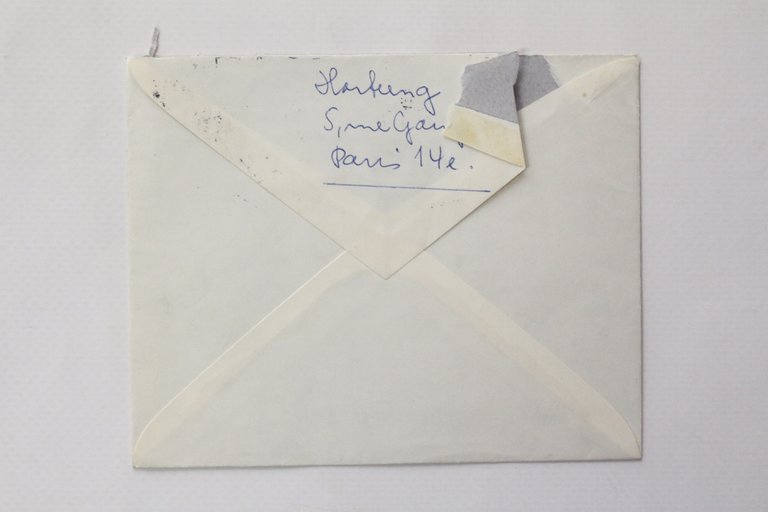 Hartung
5, rue Gau
Paris 14e.